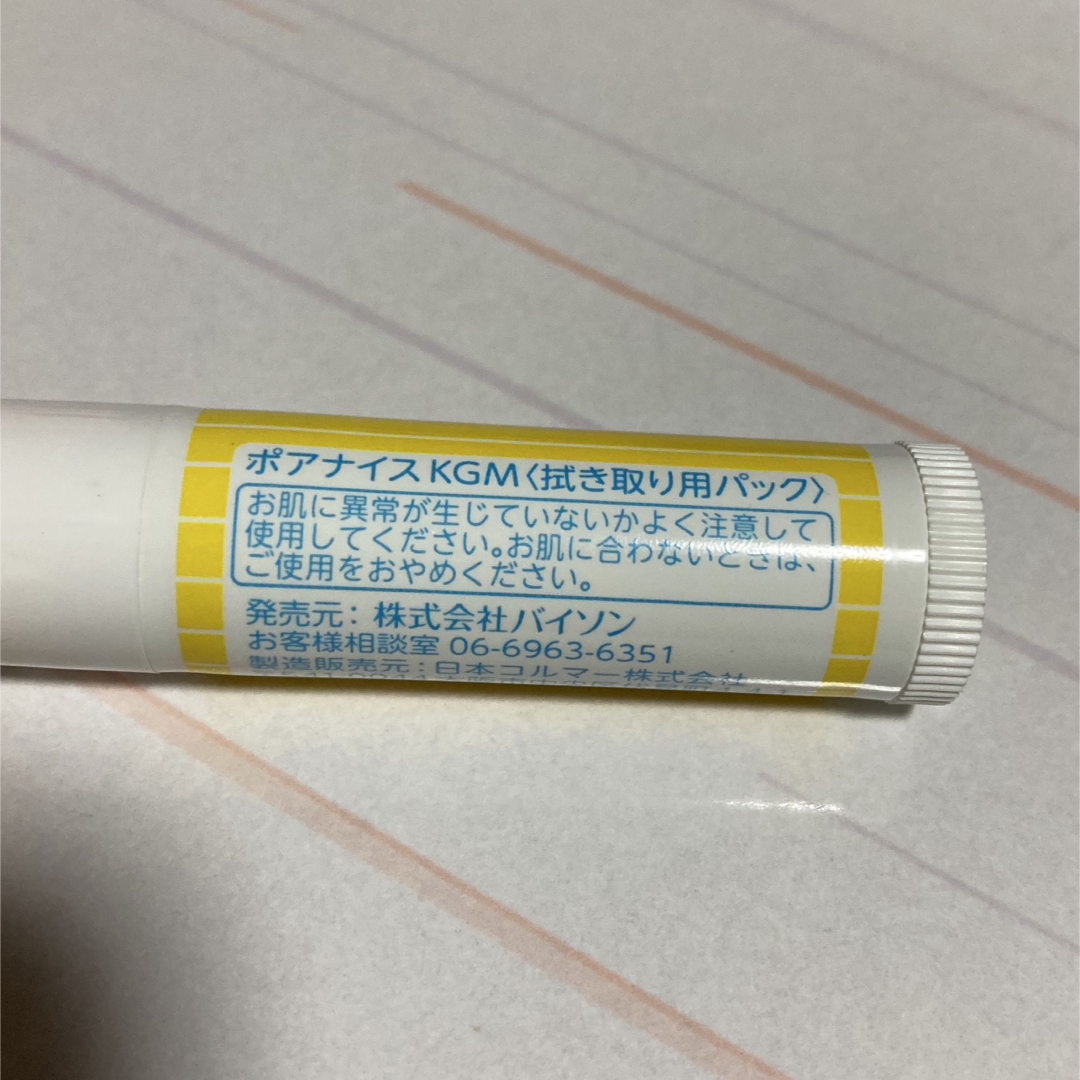 ポアナイスKGM〈拭き取り用パック〉
お肌に異常が生じていないかよく注意して
使用してください。お肌に合わないときは、
ご使用をおやめください。
発売元：株式会社バイソン
お客様相談室 06-6963-6351
製造販売元：日本コルマー株式会社